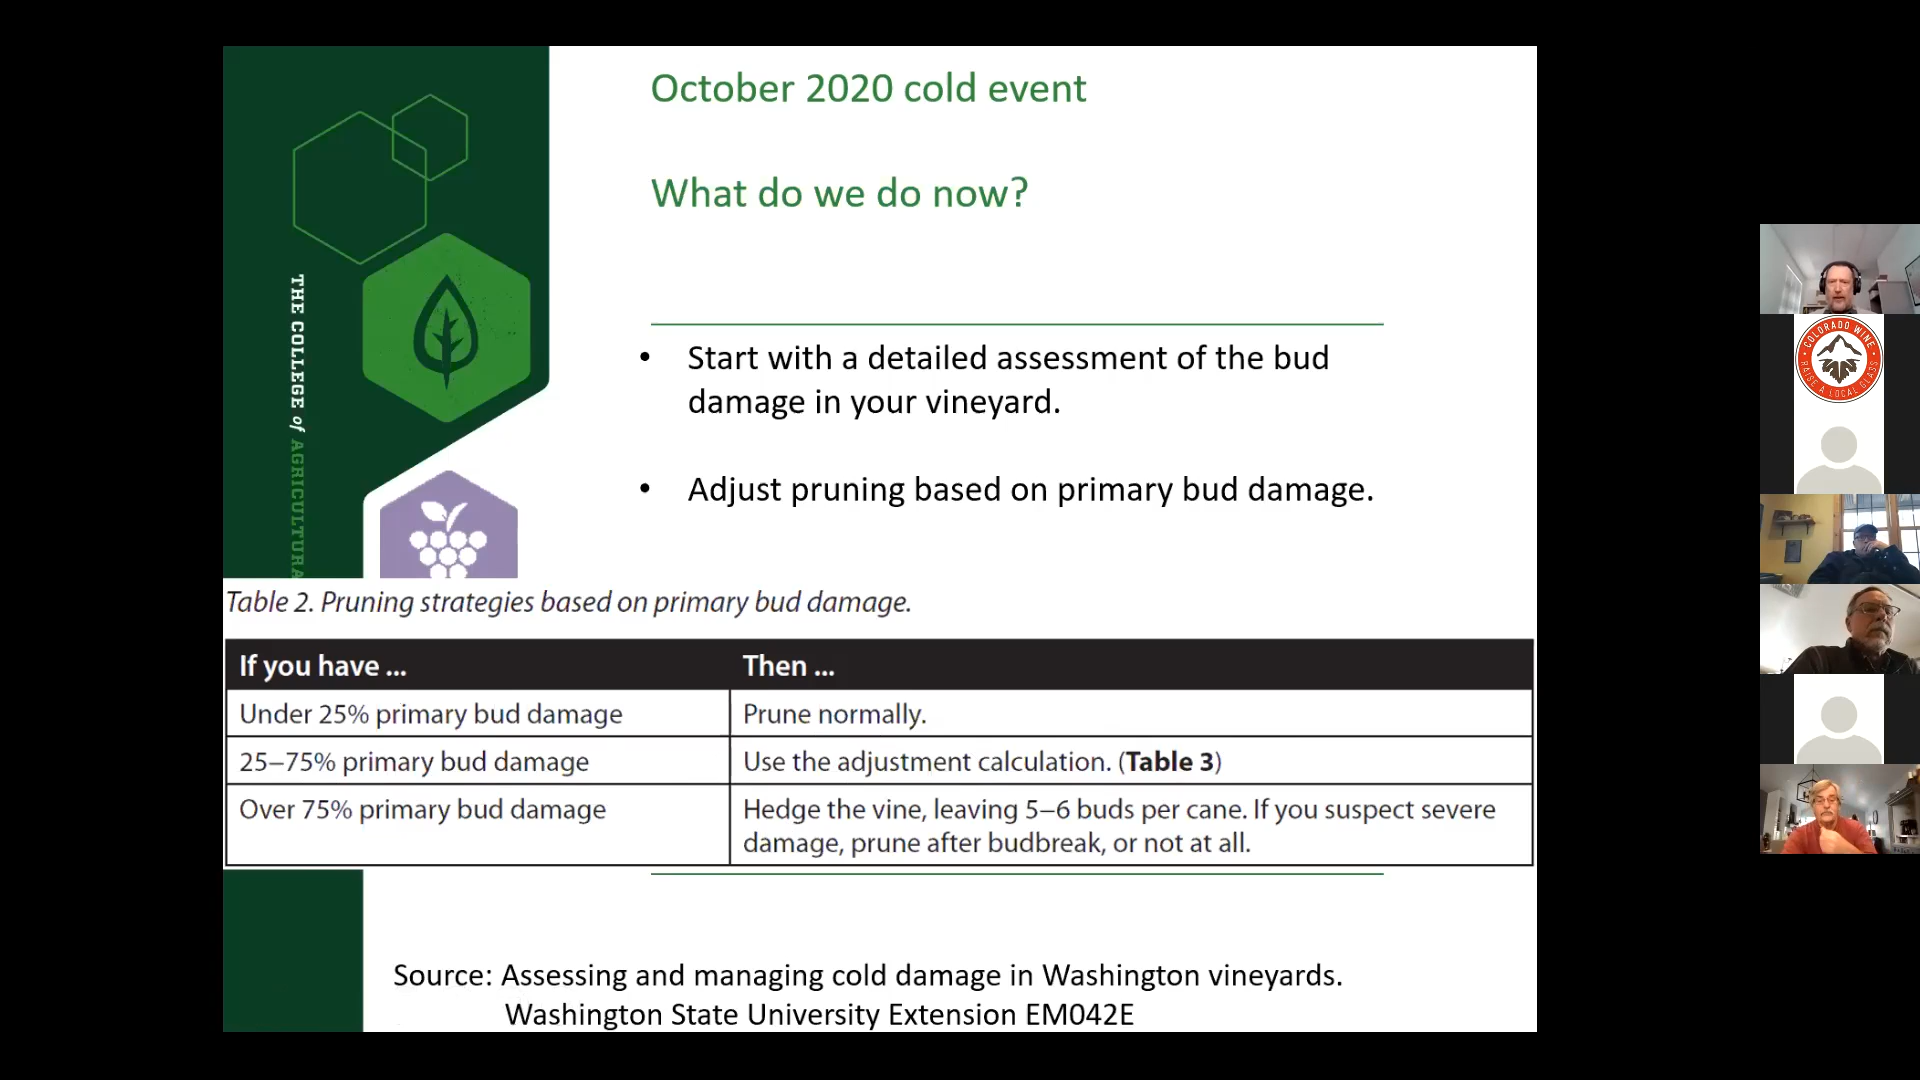 October 2020 cold event
What do we do now?
THE COLLEGE of AGRICULTURA
• Start with a detailed assessment of the bud
damage in your vineyard.
• Adjust pruning based on primary bud damage.
Table 2. Pruning strategies based on primary bud damage.
If you have ... Then ...
Under 25% primary bud damage Prune normally.
25–75% primary bud damage Use the adjustment calculation. (Table 3)
Over 75% primary bud damage Hedge the vine, leaving 5–6 buds per cane. If you suspect severe
damage, prune after budbreak, or not at all.
Source: Assessing and managing cold damage in Washington vineyards.
Washington State University Extension EM042E
COLORADO WINE
RAISE A LOCAL GLASS